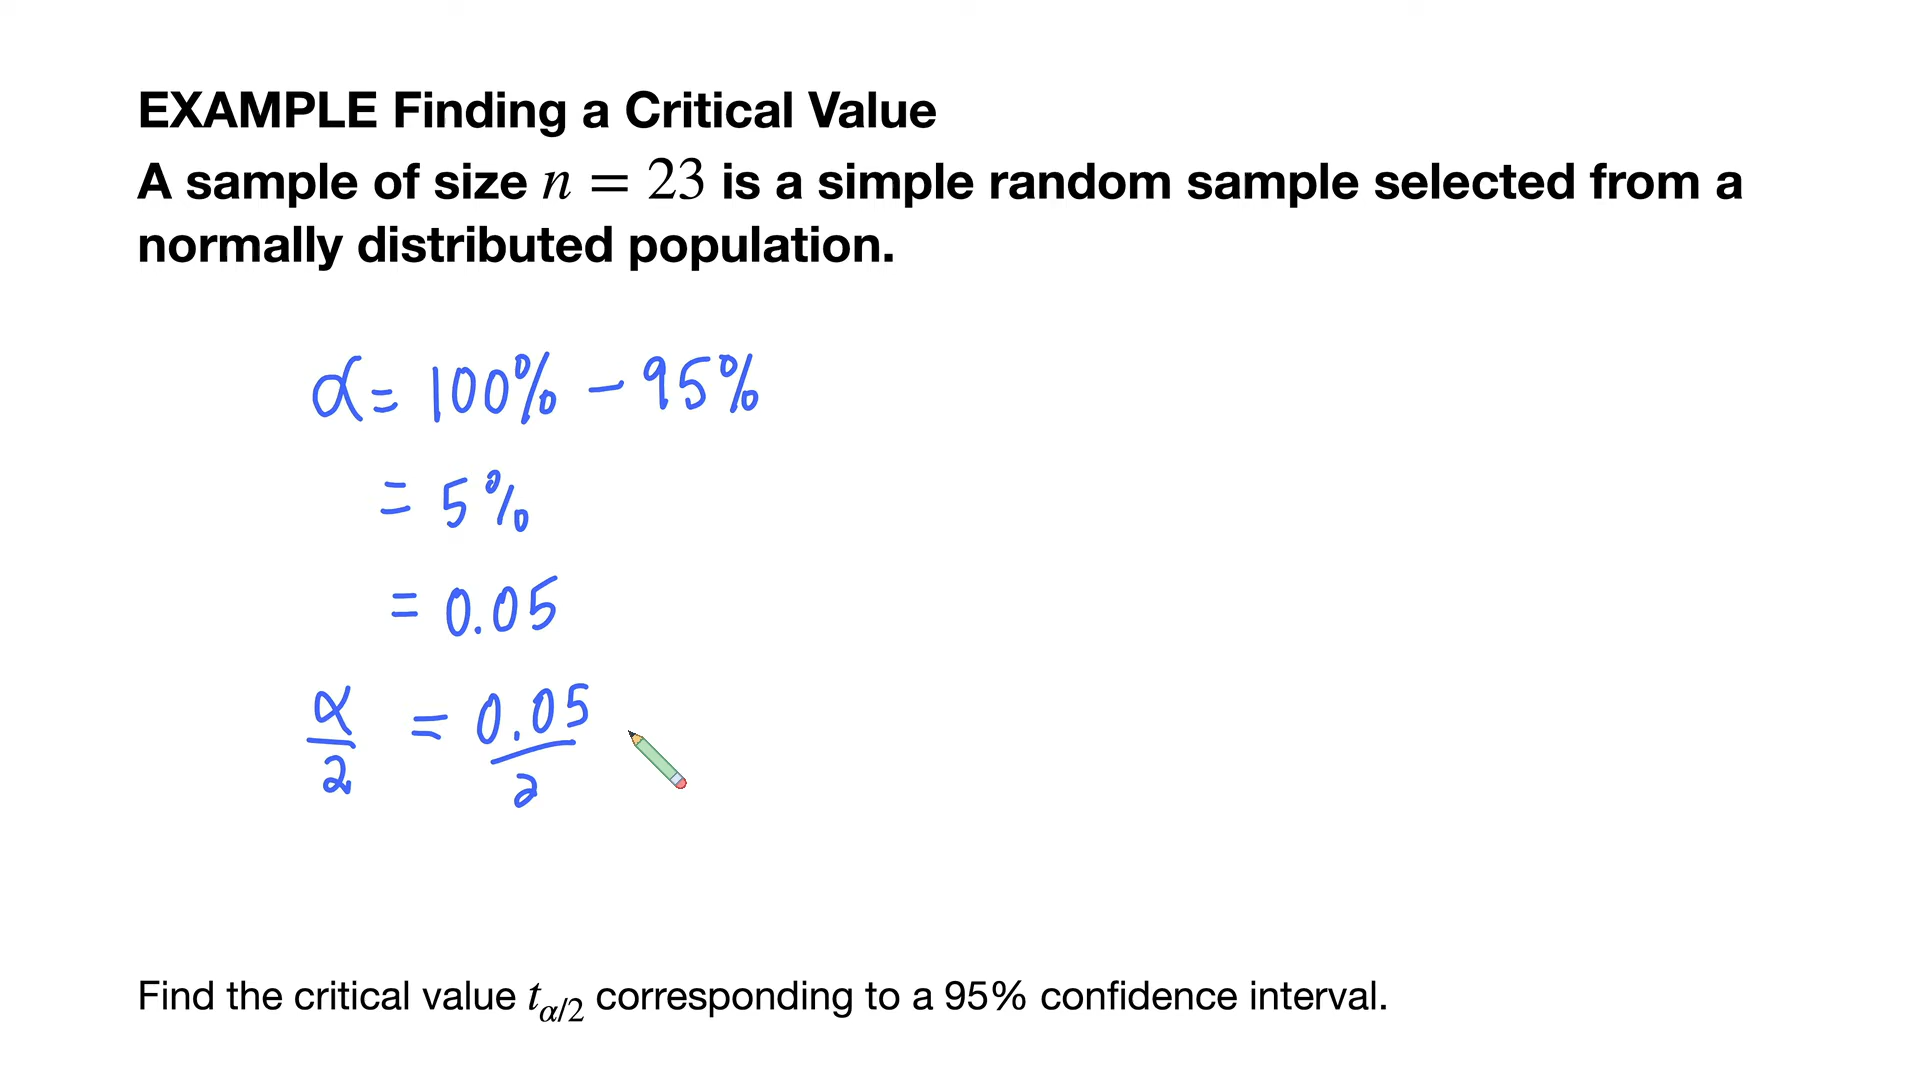 EXAMPLE Finding a Critical Value
A sample of size n = 23 is a simple random sample selected from a
normally distributed population.
α = 100% − 95%
= 5%
= 0.05
α/2 = 0.05/2
Find the critical value t_{α/2} corresponding to a 95% confidence interval.